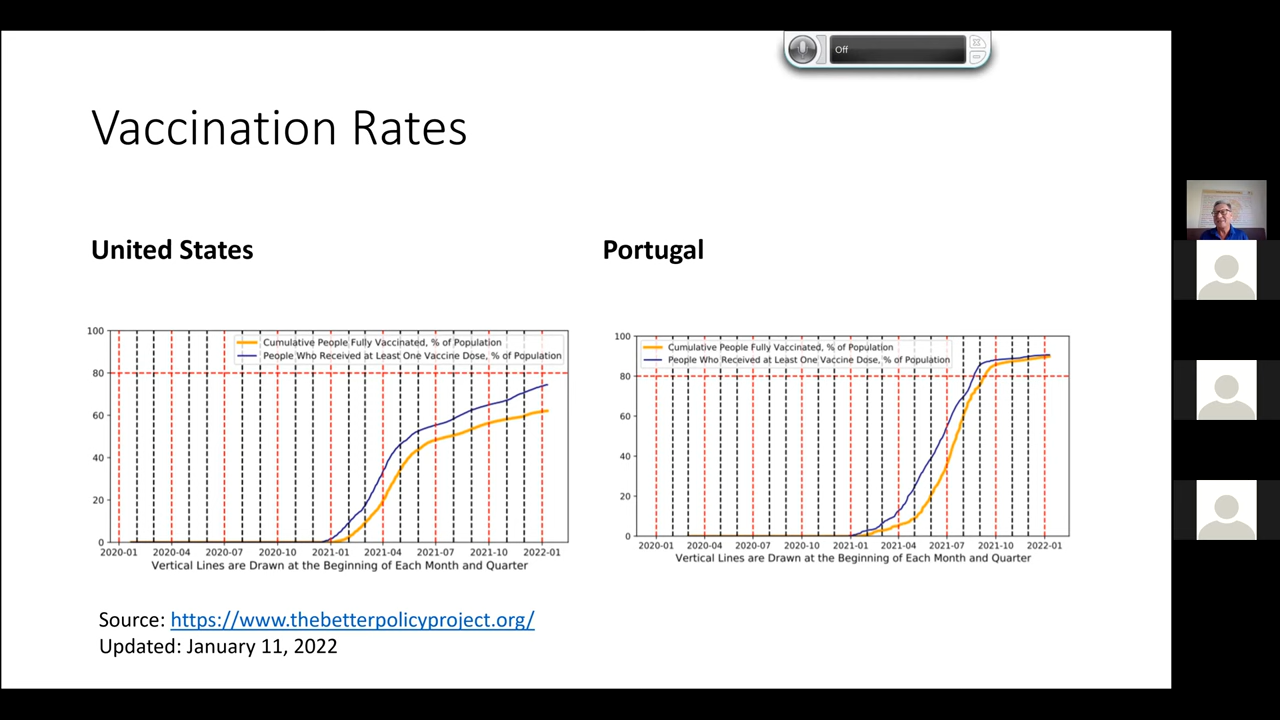 Off
Vaccination Rates
United States
Portugal
100
80
60
40
20
0
Cumulative People Fully Vaccinated, % of Population
People Who Received at Least One Vaccine Dose, % of Population
2020-01 2020-04 2020-07 2020-10 2021-01 2021-04 2021-07 2021-10 2022-01
Vertical Lines are Drawn at the Beginning of Each Month and Quarter
100
80
60
40
20
0
Cumulative People Fully Vaccinated, % of Population
People Who Received at Least One Vaccine Dose, % of Population
2020-01 2020-04 2020-07 2020-10 2021-01 2021-04 2021-07 2021-10 2022-01
Vertical Lines are Drawn at the Beginning of Each Month and Quarter
Source: https://www.thebetterpolicyproject.org/
Updated: January 11, 2022